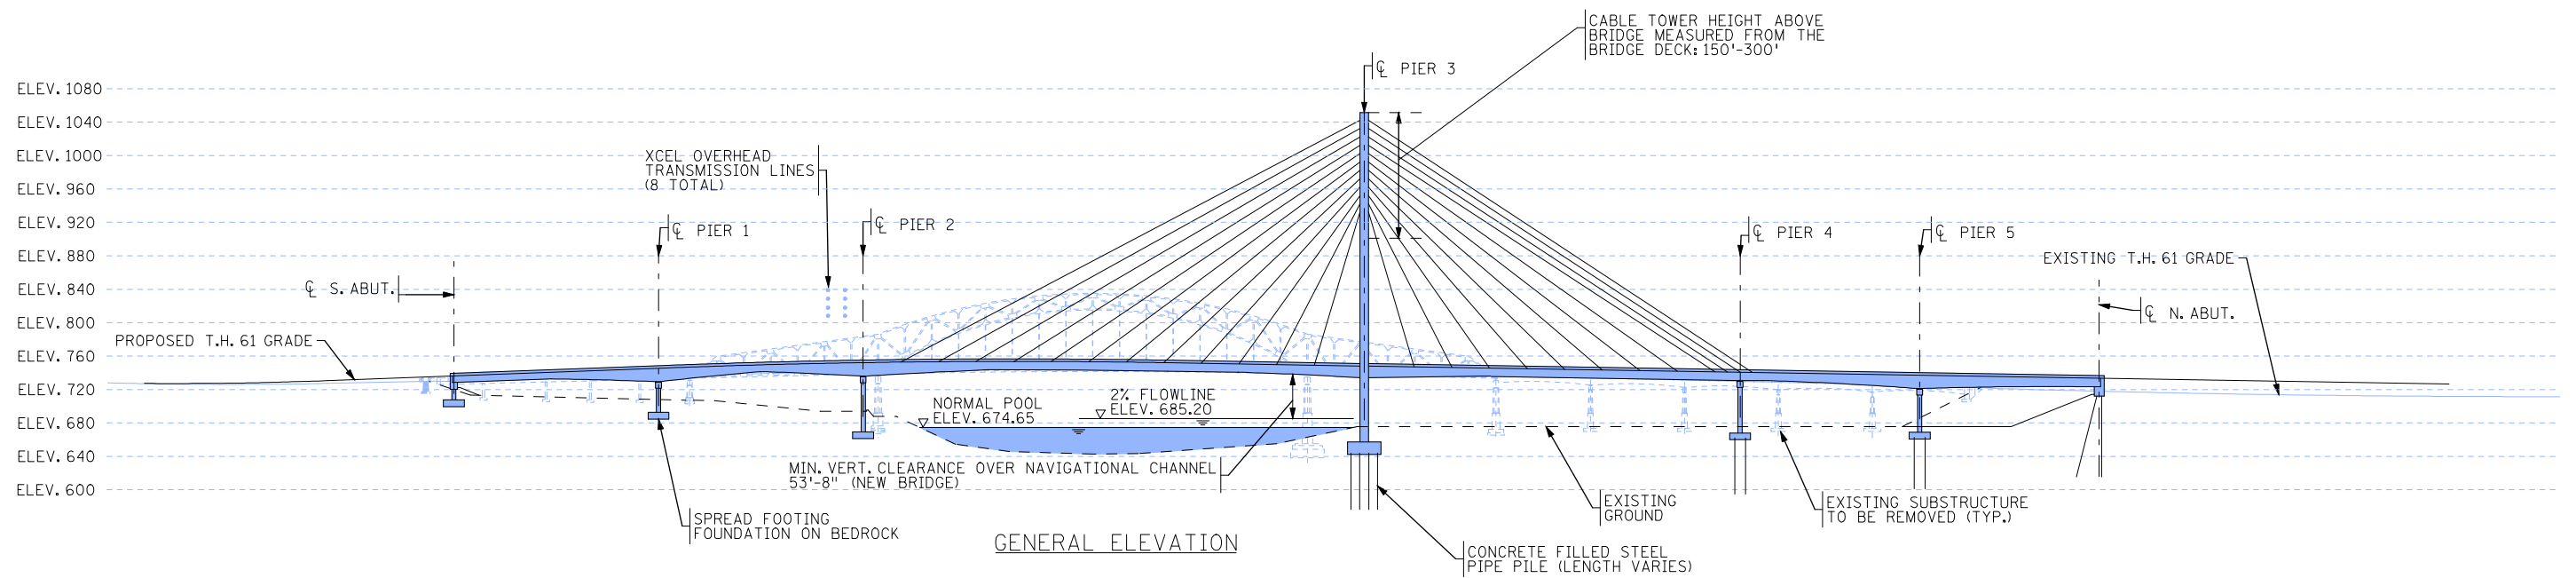 CABLE TOWER HEIGHT ABOVE
BRIDGE MEASURED FROM THE
BRIDGE DECK: 150'-300'
℄ PIER 3
ELEV. 1080
ELEV. 1040
ELEV. 1000
ELEV. 960
ELEV. 920
ELEV. 880
ELEV. 840
ELEV. 800
ELEV. 760
ELEV. 720
ELEV. 680
ELEV. 640
ELEV. 600
XCEL OVERHEAD
TRANSMISSION LINES
(8 TOTAL)
℄ PIER 1
℄ PIER 2
℄ PIER 4
℄ PIER 5
EXISTING T.H. 61 GRADE
℄ S. ABUT.
℄ N. ABUT.
PROPOSED T.H. 61 GRADE
NORMAL POOL
ELEV. 674.65
2% FLOWLINE
ELEV. 685.20
MIN. VERT. CLEARANCE OVER NAVIGATIONAL CHANNEL
53'-8" (NEW BRIDGE)
SPREAD FOOTING
FOUNDATION ON BEDROCK
EXISTING
GROUND
EXISTING SUBSTRUCTURE
TO BE REMOVED (TYP.)
GENERAL ELEVATION
CONCRETE FILLED STEEL
PIPE PILE (LENGTH VARIES)